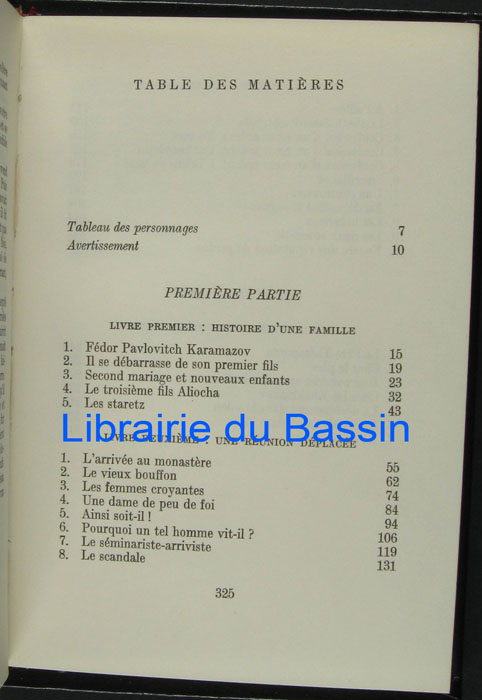 TABLE DES MATIÈRES
Tableau des personnages 7
Avertissement 10
PREMIÈRE PARTIE
LIVRE PREMIER : HISTOIRE D'UNE FAMILLE
1. Fédor Pavlovitch Karamazov 15
2. Il se débarrasse de son premier fils 19
3. Second mariage et nouveaux enfants 23
4. Le troisième fils Aliocha 32
5. Les staretz 43
Librairie du Bassin
LIVRE DEUXIÈME : UNE RÉUNION DÉPLACÉE
1. L'arrivée au monastère 55
2. Le vieux bouffon 62
3. Les femmes croyantes 74
4. Une dame de peu de foi 84
5. Ainsi soit-il ! 94
6. Pourquoi un tel homme vit-il ? 106
7. Le séminariste-arriviste 119
8. Le scandale 131
325